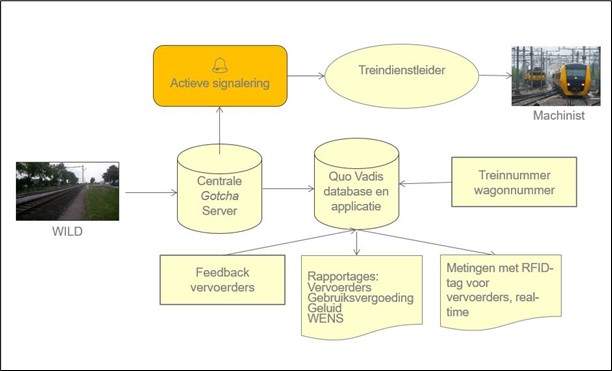 Actieve signalering
Treindienstleider
Machinist
WILD
Centrale
Gotcha
Server
Quo Vadis
database en
applicatie
Treinnummer
wagonnummer
Feedback
vervoerders
Rapportages:
Vervoerders
Gebruiksvergoeding
Geluid
WENS
Metingen met RFID-
tag voor
vervoerders, real-
time